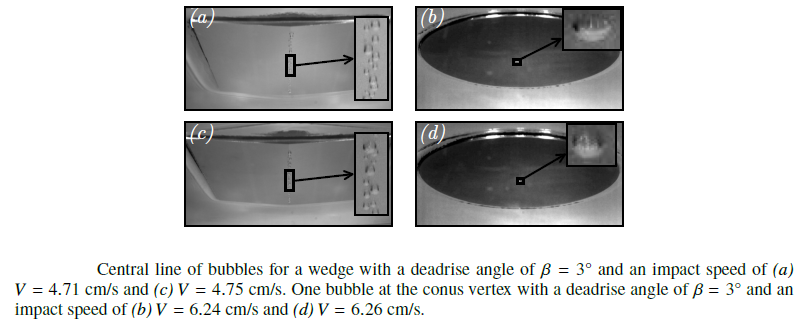 (a)
(b)
(c)
(d)
Central line of bubbles for a wedge with a deadrise angle of β = 3° and an impact speed of (a)
V = 4.71 cm/s and (c) V = 4.75 cm/s. One bubble at the conus vertex with a deadrise angle of β = 3° and an
impact speed of (b) V = 6.24 cm/s and (d) V = 6.26 cm/s.